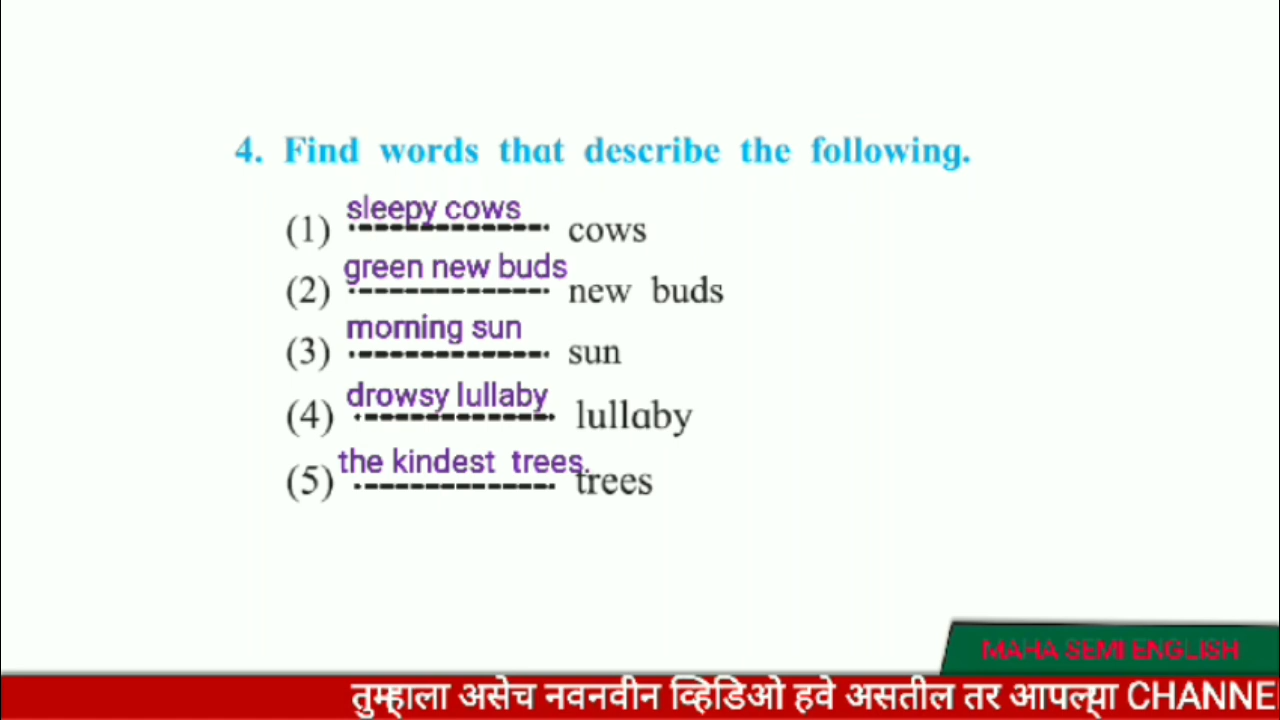 4. Find words that describe the following.
sleepy cows
(1) ------------- cows
green new buds
(2) ------------- new buds
morning sun
(3) ------------- sun
drowsy lullaby
(4) ------------- lullaby
the kindest trees.
(5) ------------- trees
MAHA SEMI ENGLISH
तुम्हाला असेच नवनवीन व्हिडिओ हवे असतील तर आपल्या CHANNE